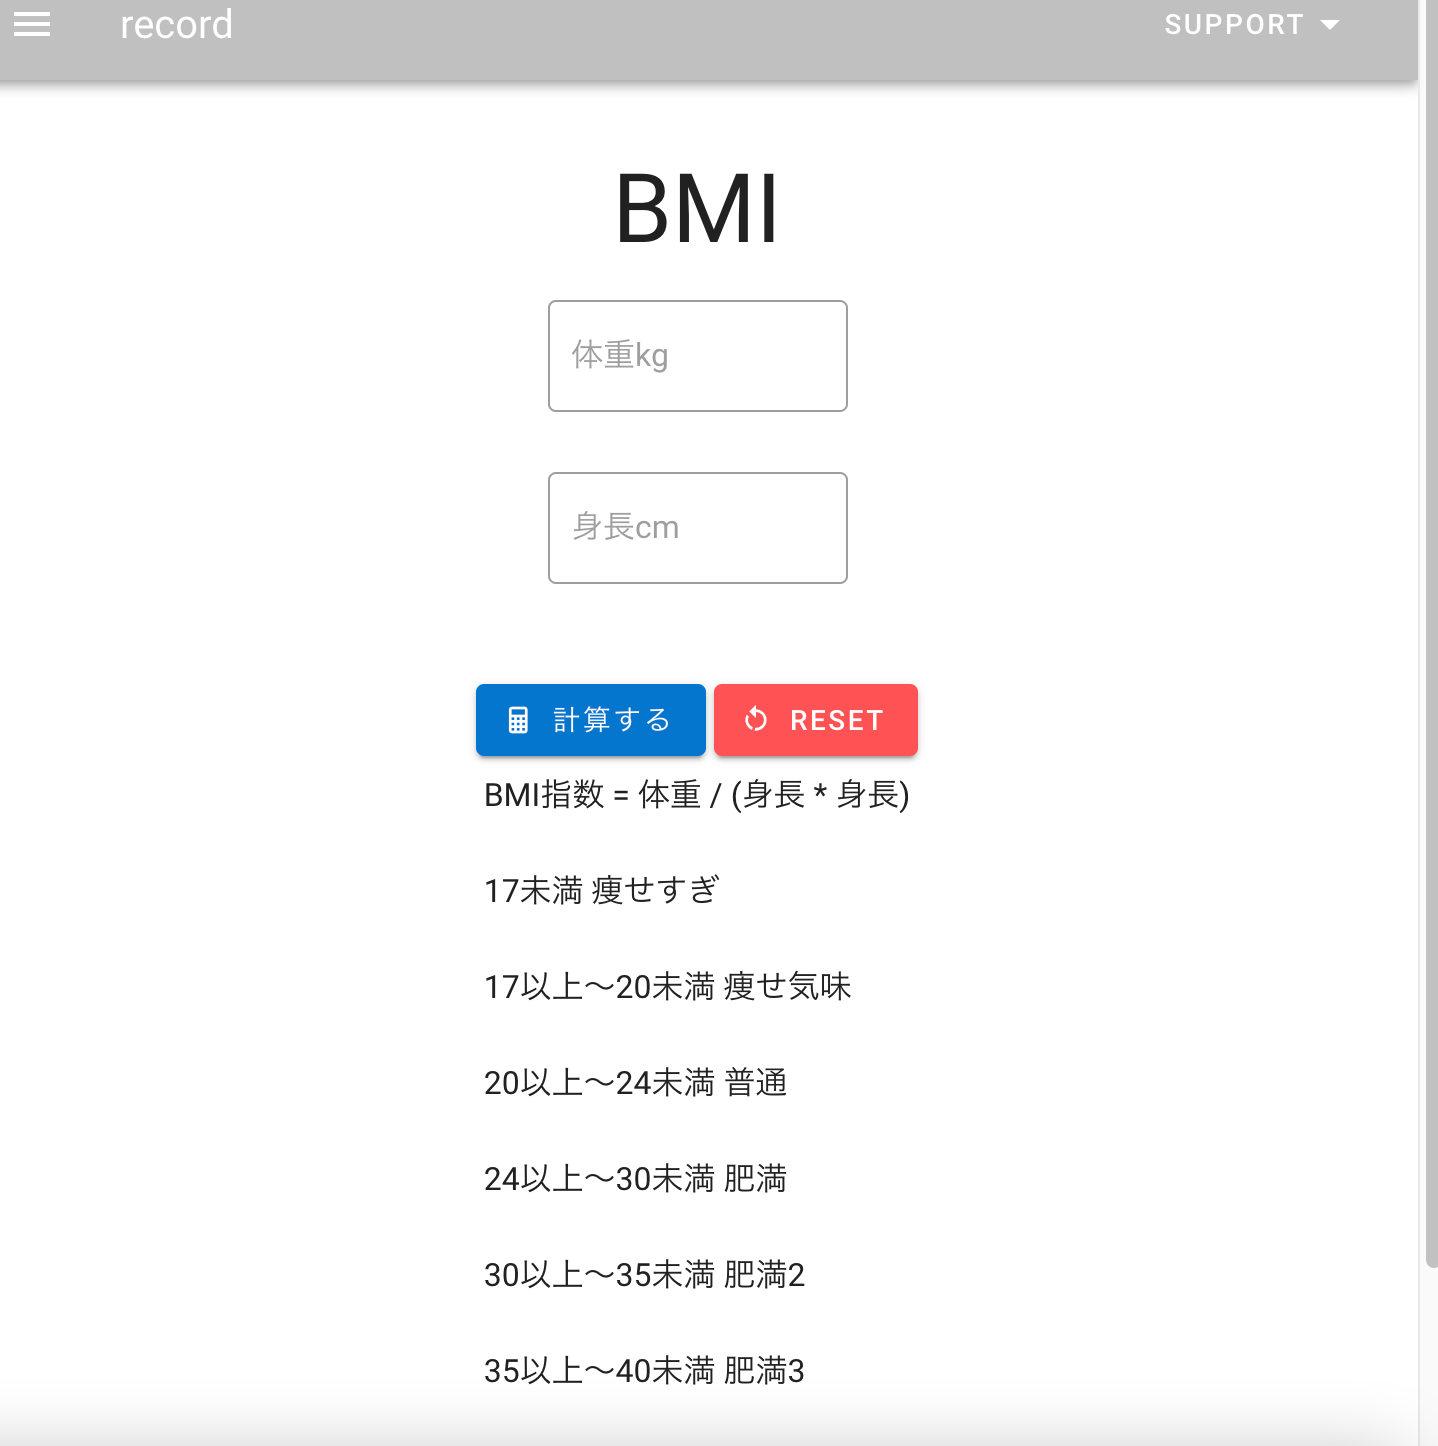 record
SUPPORT
BMI
体重kg
身長cm
計算する
RESET
BMI指数 = 体重 / (身長 * 身長)
17未満 痩せすぎ
17以上〜20未満 痩せ気味
20以上〜24未満 普通
24以上〜30未満 肥満
30以上〜35未満 肥満2
35以上〜40未満 肥満3